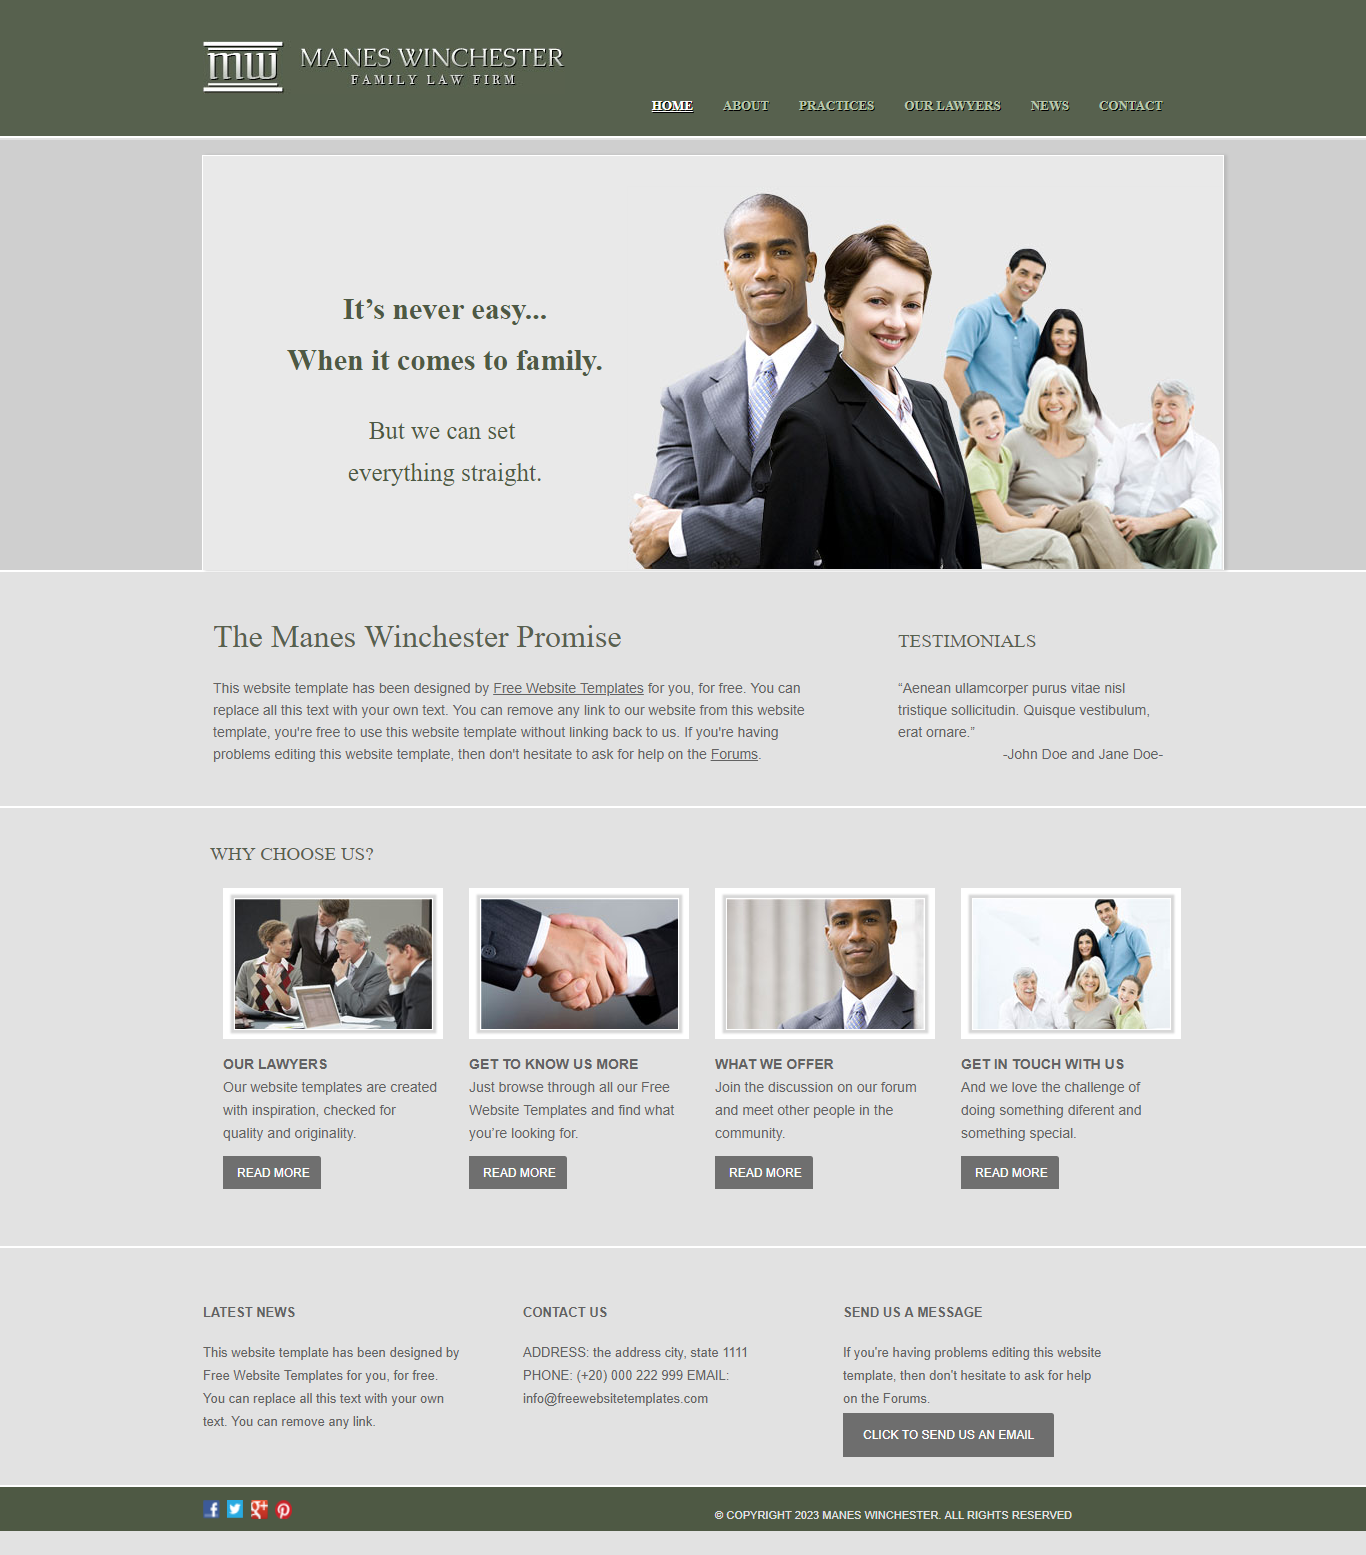 mw MANES WINCHESTER
FAMILY LAW FIRM
HOME ABOUT PRACTICES OUR LAWYERS NEWS CONTACT
It’s never easy...
When it comes to family.
But we can set
everything straight.
The Manes Winchester Promise
This website template has been designed by Free Website Templates for you, for free. You can
replace all this text with your own text. You can remove any link to our website from this website
template, you're free to use this website template without linking back to us. If you're having
problems editing this website template, then don't hesitate to ask for help on the Forums.
TESTIMONIALS
“Aenean ullamcorper purus vitae nisl
tristique sollicitudin. Quisque vestibulum,
erat ornare.”
-John Doe and Jane Doe-
WHY CHOOSE US?
OUR LAWYERS
Our website templates are created
with inspiration, checked for
quality and originality.
READ MORE
GET TO KNOW US MORE
Just browse through all our Free
Website Templates and find what
you’re looking for.
READ MORE
WHAT WE OFFER
Join the discussion on our forum
and meet other people in the
community.
READ MORE
GET IN TOUCH WITH US
And we love the challenge of
doing something diferent and
something special.
READ MORE
LATEST NEWS
This website template has been designed by
Free Website Templates for you, for free.
You can replace all this text with your own
text. You can remove any link.
CONTACT US
ADDRESS: the address city, state 1111
PHONE: (+20) 000 222 999 EMAIL:
info@freewebsitetemplates.com
SEND US A MESSAGE
If you’re having problems editing this website
template, then don’t hesitate to ask for help
on the Forums.
CLICK TO SEND US AN EMAIL
© COPYRIGHT 2023 MANES WINCHESTER. ALL RIGHTS RESERVED